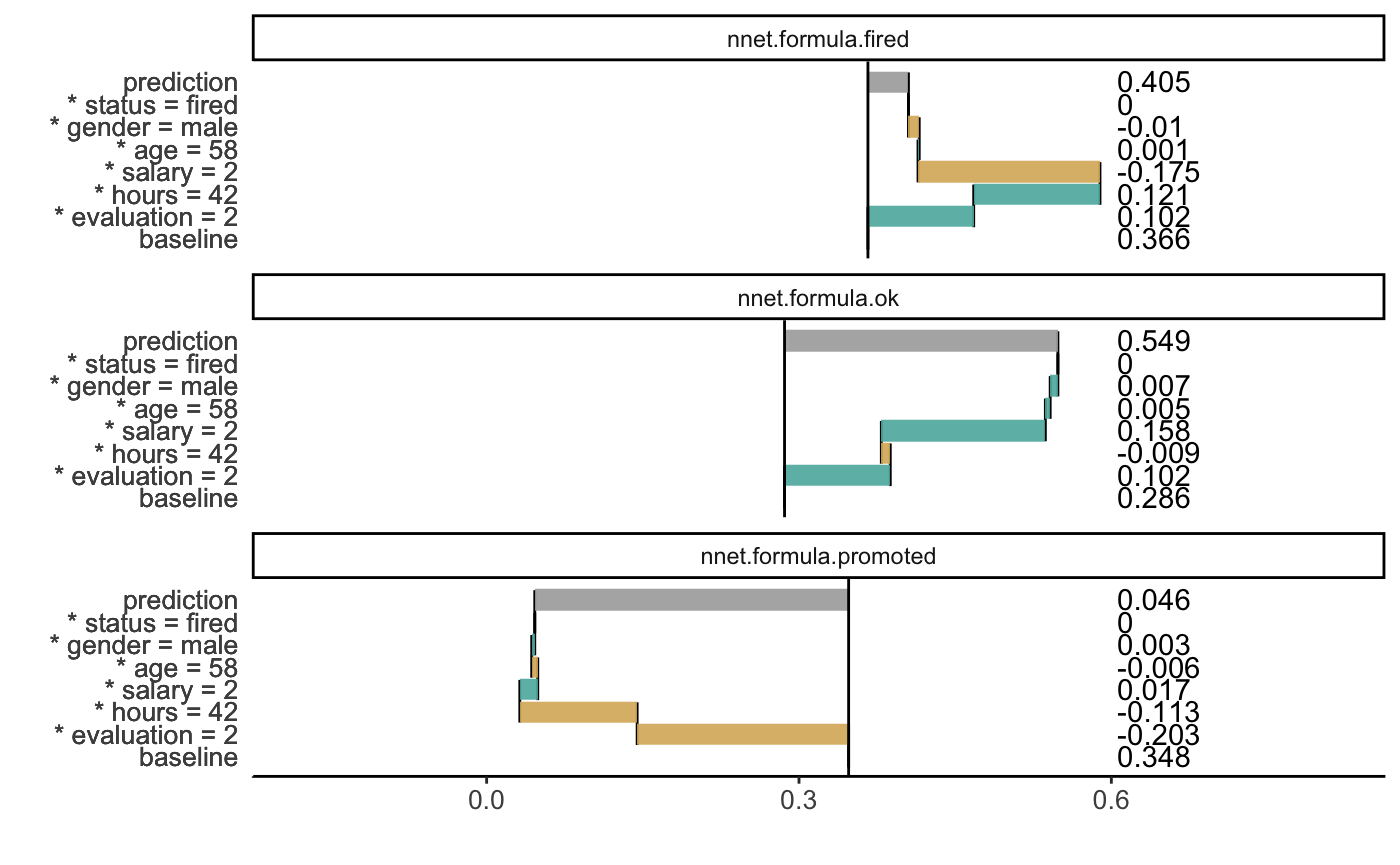 nnet.formula.fired
prediction 0.405
* status = fired 0
* gender = male -0.01
* age = 58 0.001
* salary = 2 -0.175
* hours = 42 0.121
* evaluation = 2 0.102
baseline 0.366
nnet.formula.ok
prediction 0.549
* status = fired 0
* gender = male 0.007
* age = 58 0.005
* salary = 2 0.158
* hours = 42 -0.009
* evaluation = 2 0.102
baseline 0.286
nnet.formula.promoted
prediction 0.046
* status = fired 0
* gender = male 0.003
* age = 58 -0.006
* salary = 2 0.017
* hours = 42 -0.113
* evaluation = 2 -0.203
baseline 0.348
0.0 0.3 0.6